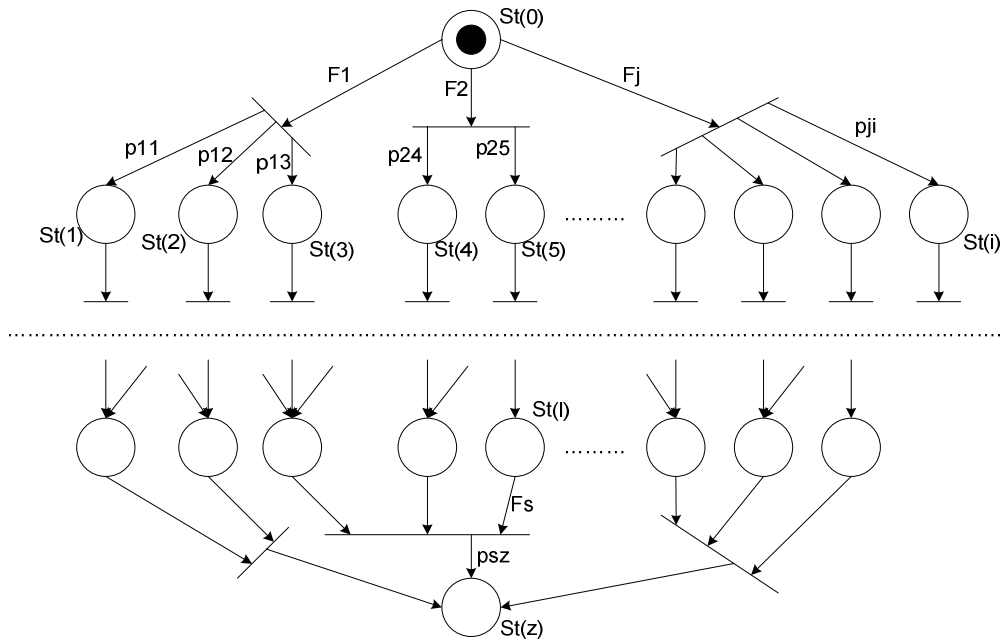 St(0)
F1
F2
Fj
p11
p12
p13
p24
p25
pji
St(1)
St(2)
St(3)
St(4)
St(5)
.........
St(i)
St(l)
.........
Fs
psz
St(z)